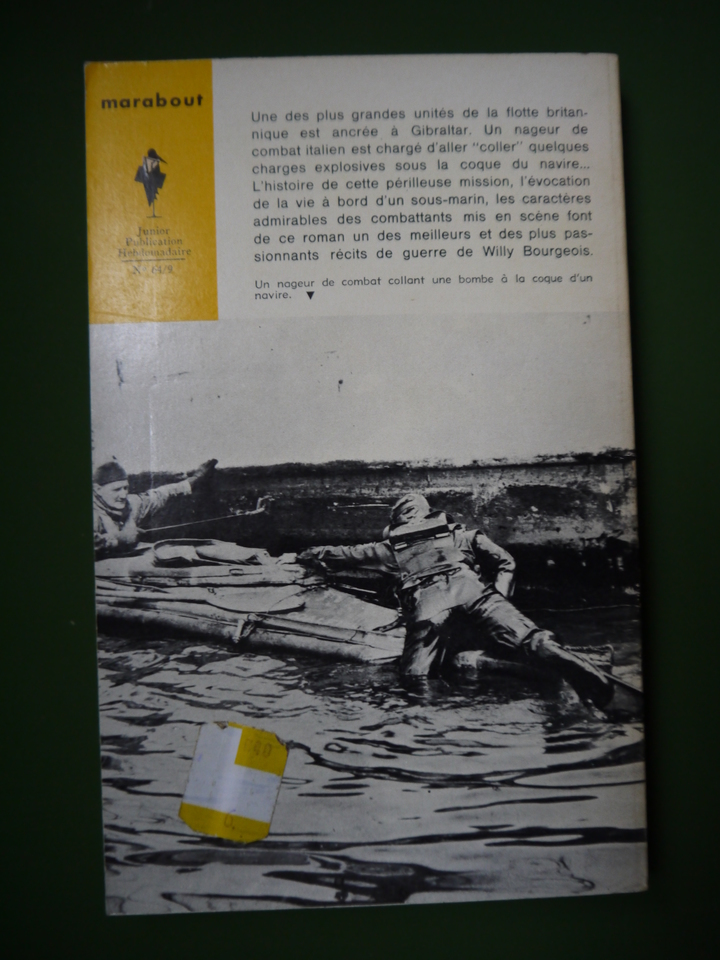 marabout
Junior
Publication
Hebdomadaire
Une des plus grandes unités de la flotte britan-
nique est ancrée à Gibraltar. Un nageur de
combat italien est chargé d'aller "coller" quelques
charges explosives sous la coque du navire...
L'histoire de cette périlleuse mission, l'évocation
de la vie à bord d'un sous-marin, les caractères
admirables des combattants mis en scène font
de ce roman un des meilleurs et des plus pas-
sionnants récits de guerre de Willy Bourgeois.
Un nageur de combat collant une bombe à la coque d'un
navire. ▼